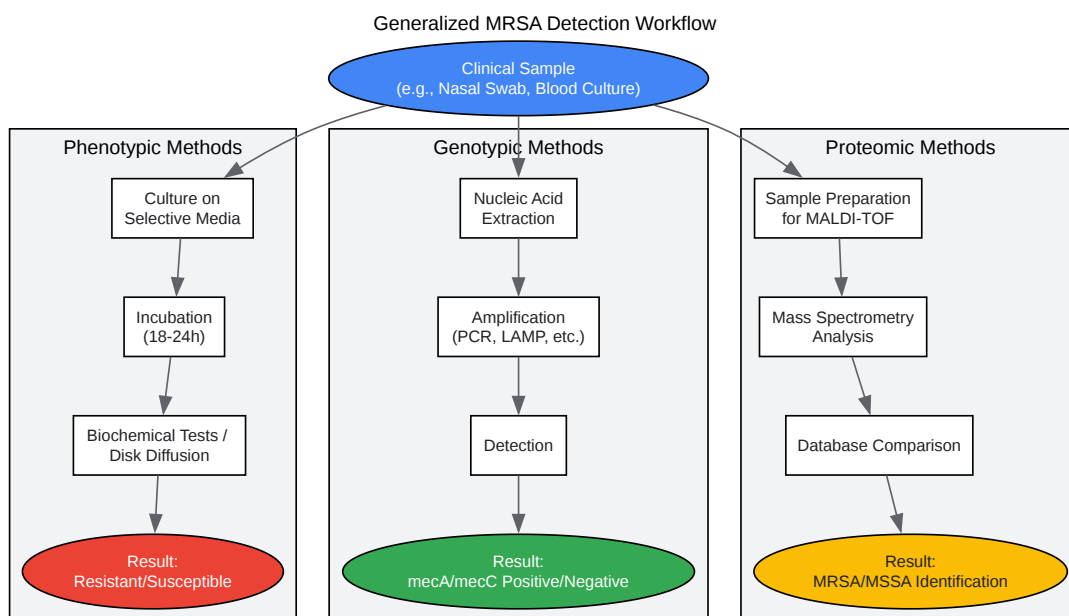 Generalized MRSA Detection Workflow
Clinical Sample
(e.g., Nasal Swab, Blood Culture)
Phenotypic Methods
Culture on
Selective Media
Incubation
(18-24h)
Biochemical Tests /
Disk Diffusion
Result:
Resistant/Susceptible
Genotypic Methods
Nucleic Acid
Extraction
Amplification
(PCR, LAMP, etc.)
Detection
Result:
mecA/mecC Positive/Negative
Proteomic Methods
Sample Preparation
for MALDI-TOF
Mass Spectrometry
Analysis
Database Comparison
Result:
MRSA/MSSA Identification